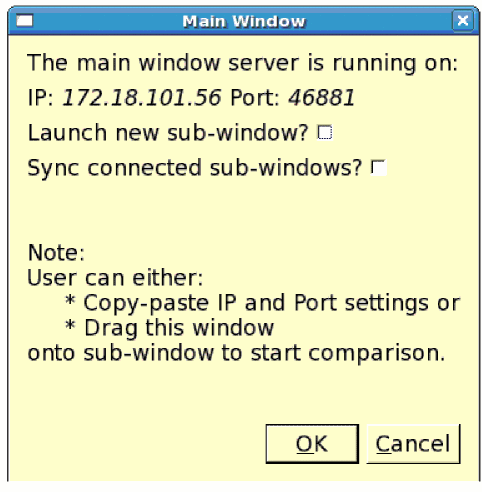 Main Window
The main window server is running on:
IP: 172.18.101.56 Port: 46881
Launch new sub-window?
Sync connected sub-windows?
Note:
User can either:
* Copy-paste IP and Port settings or
* Drag this window
onto sub-window to start comparison.
OK Cancel